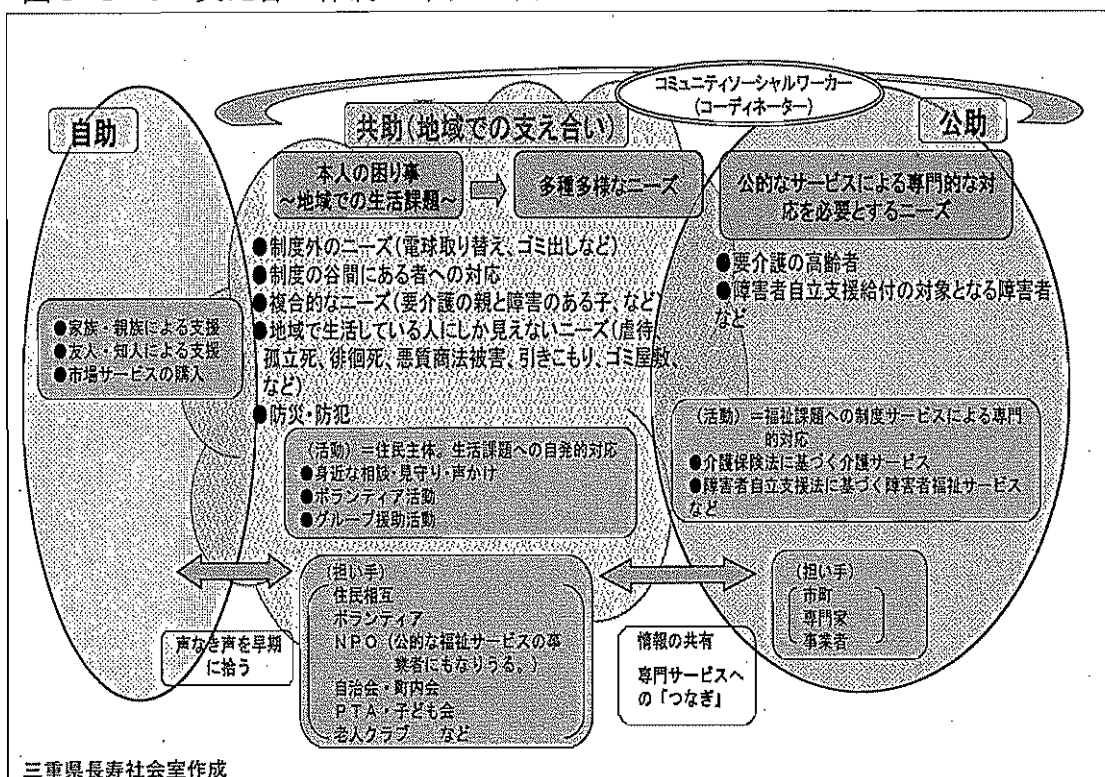 コミュニティソーシャルワーカー
(コーディネーター)
自助
共助(地域での支え合い)
公助
本人の困り事
～地域での生活課題～
多種多様なニーズ
公的なサービスによる専門的な対
応を必要とするニーズ
●制度外のニーズ(電球取り替え、ゴミ出しなど)
●制度の谷間にある者への対応
●複合的なニーズ(要介護の親と障害のある子、など)
●地域で生活している人にしか見えないニーズ(虐待、
孤立死、徘徊死、悪質商法被害、引きこもり、ゴミ屋敷、
など)
●防災・防犯
●要介護の高齢者
●障害者自立支援給付の対象となる障害者
など
●家族・親族による支援
●友人・知人による支援
●市場サービスの購入
(活動)＝住民主体。生活課題への自発的対応
●身近な相談・見守り・声かけ
●ボランティア活動
●グループ援助活動
(活動)＝福祉課題への制度サービスによる専門
的対応
●介護保険法に基づく介護サービス
●障害者自立支援法に基づく障害者福祉サービス
など
(担い手)
住民相互
ボランティア
NPO(公的な福祉サービスの事
業者にもなりうる。)
自治会・町内会
PTA・子ども会
老人クラブ など
(担い手)
市町
専門家
事業者
声なき声を早期
に拾う
情報の共有
専門サービスへ
の「つなぎ」
三重県長寿社会室作成